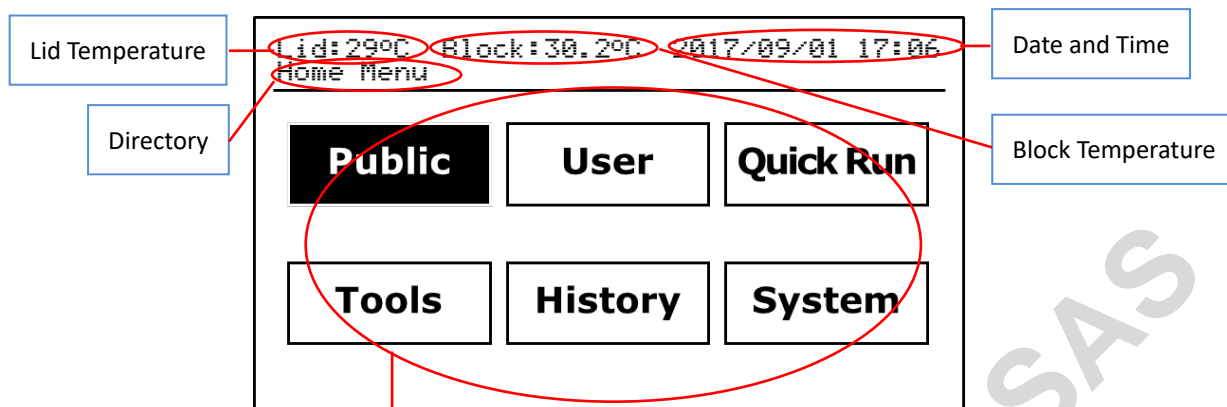 Lid Temperature
Lid:29ºC Block:30.2ºC 2017/09/01 17:06
Date and Time
Home Menu
Directory
Block Temperature
Public User Quick Run
Tools History System
SAS